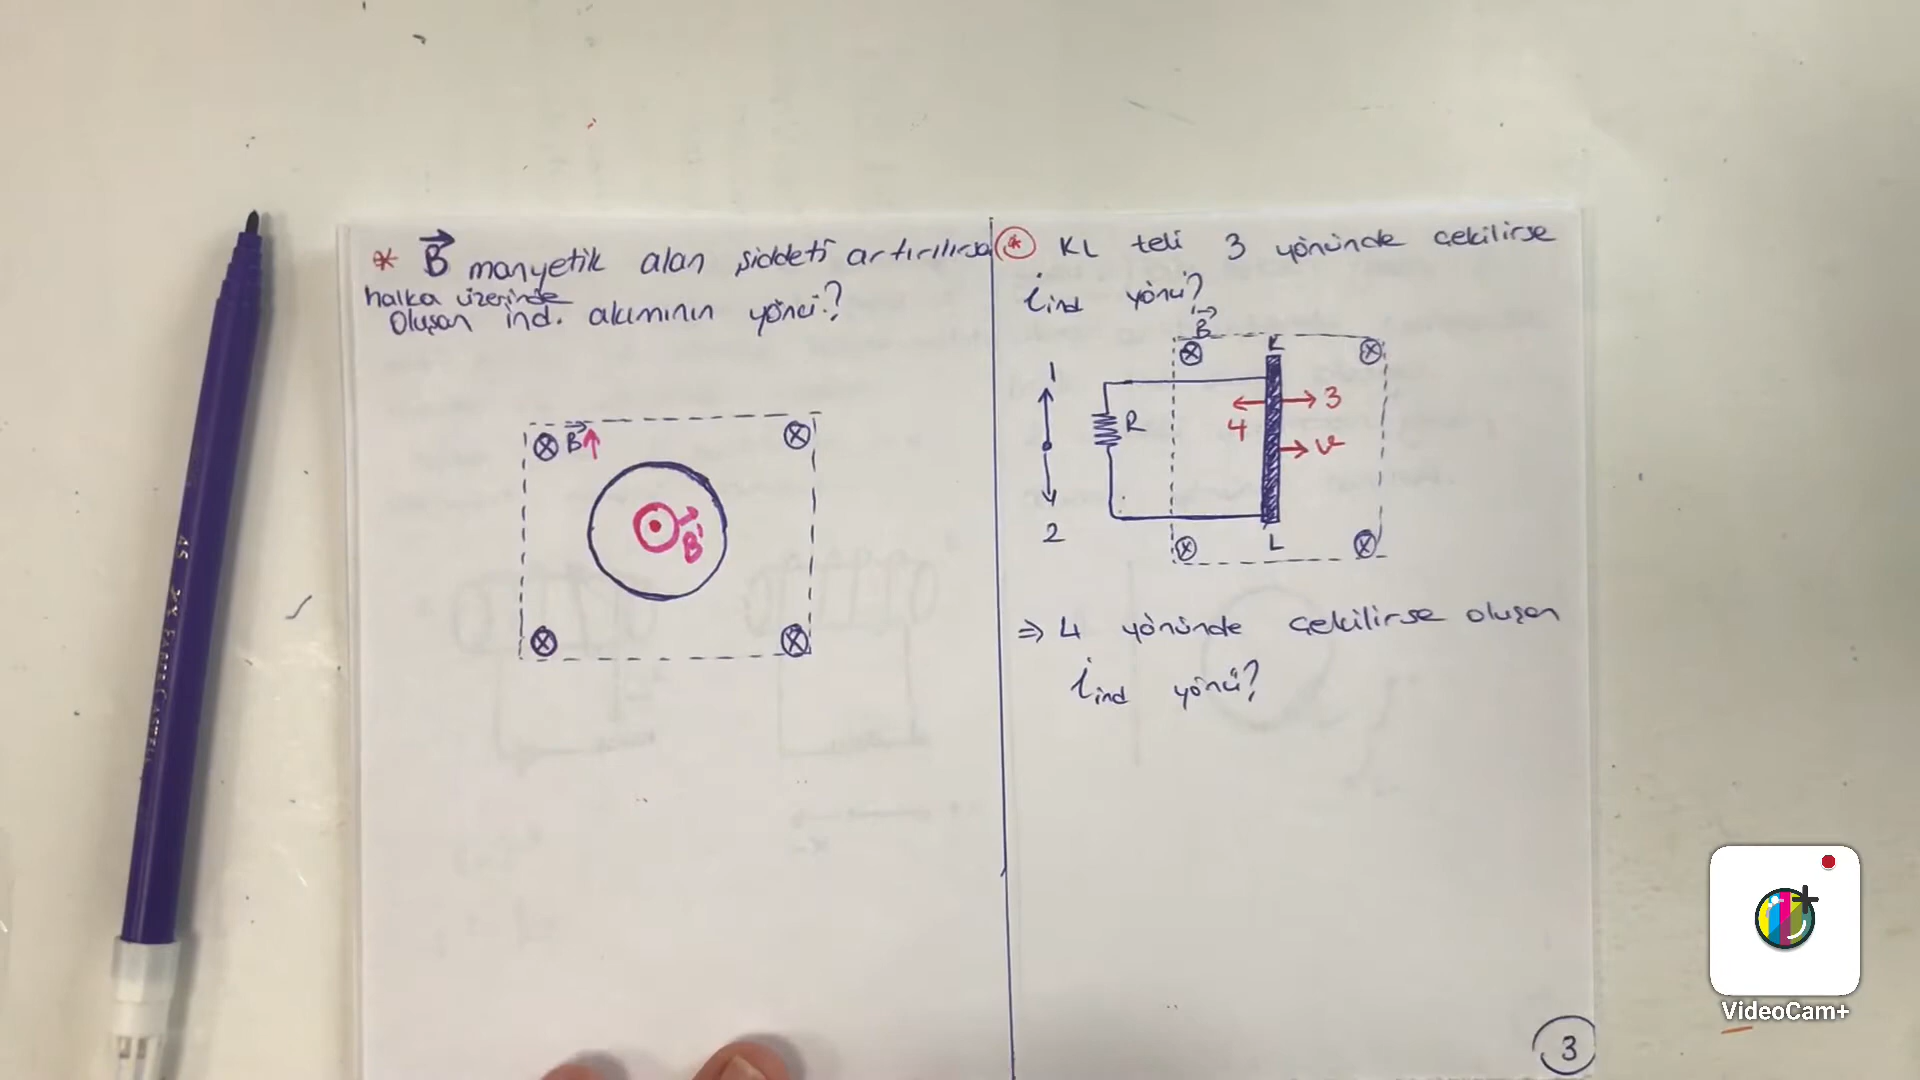 * B manyetik alan şiddeti artırılırsa
halka üzerinde
oluşan ind. akımının yönü?
B
B'
* KL teli 3 yönünde çekilirse
İind yönü?
B
K
1
R
3
4
v
2
L
⇒ 4 yönünde çekilirse oluşan
İind yönü?
3
VideoCam+